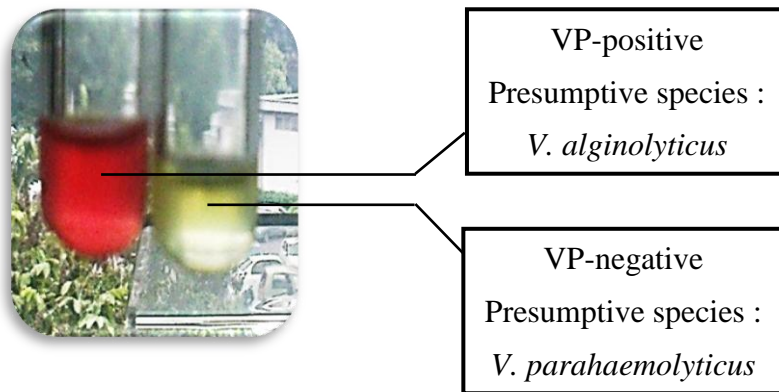 VP-positive
Presumptive species :
V. alginolyticus
VP-negative
Presumptive species :
V. parahaemolyticus